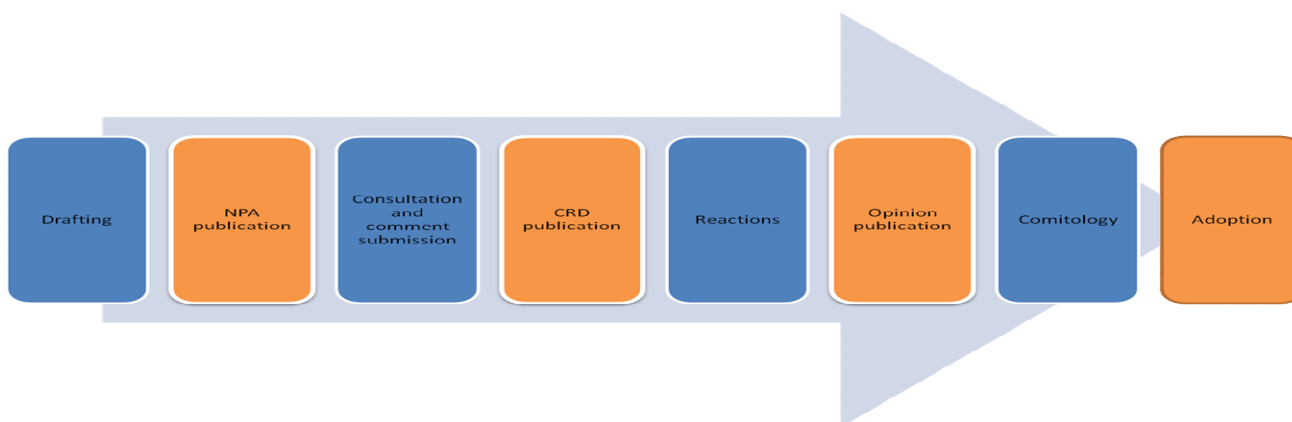 Drafting
NPA
publication
Consultation
and
comment
submission
CRD
publication
Reactions
Opinion
publication
Comitology
Adoption